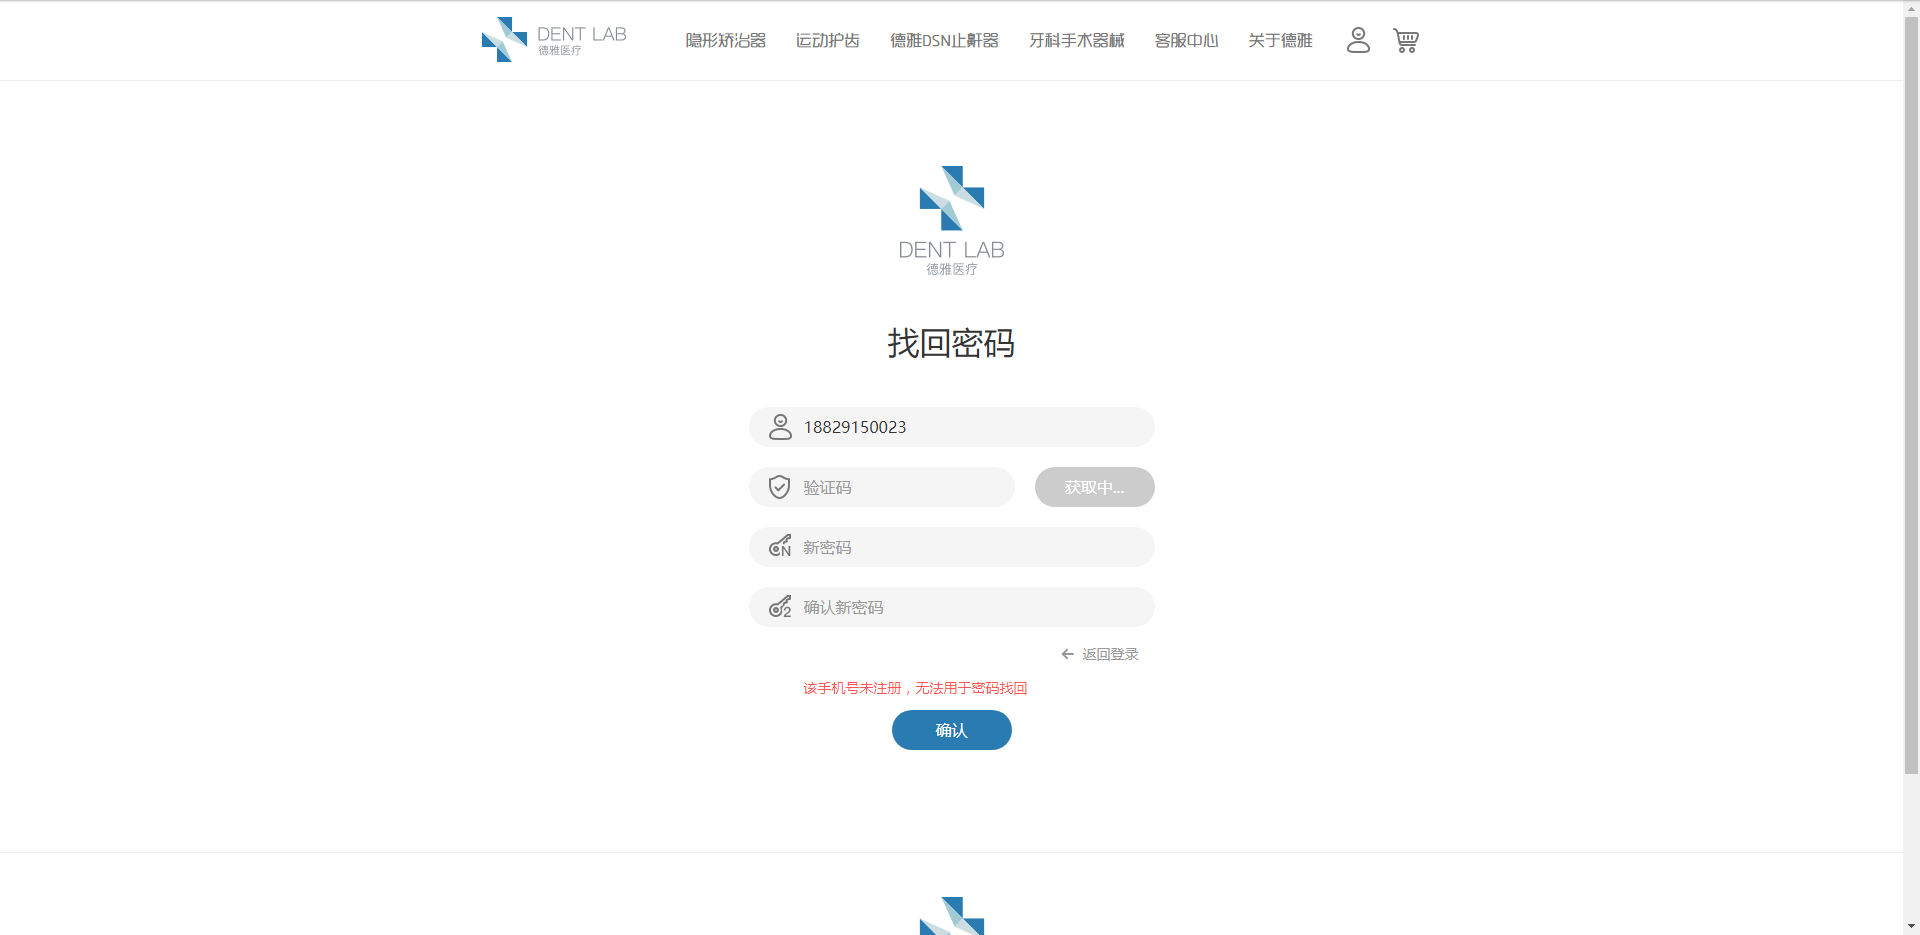 DENT LAB
德雅医疗
隐形矫治器 运动护齿 德雅DSN止鼾器 牙科手术器械 客服中心 关于德雅
DENT LAB
德雅医疗
找回密码
18829150023
验证码 获取中...
新密码
确认新密码
返回登录
该手机号未注册，无法用于密码找回
确认